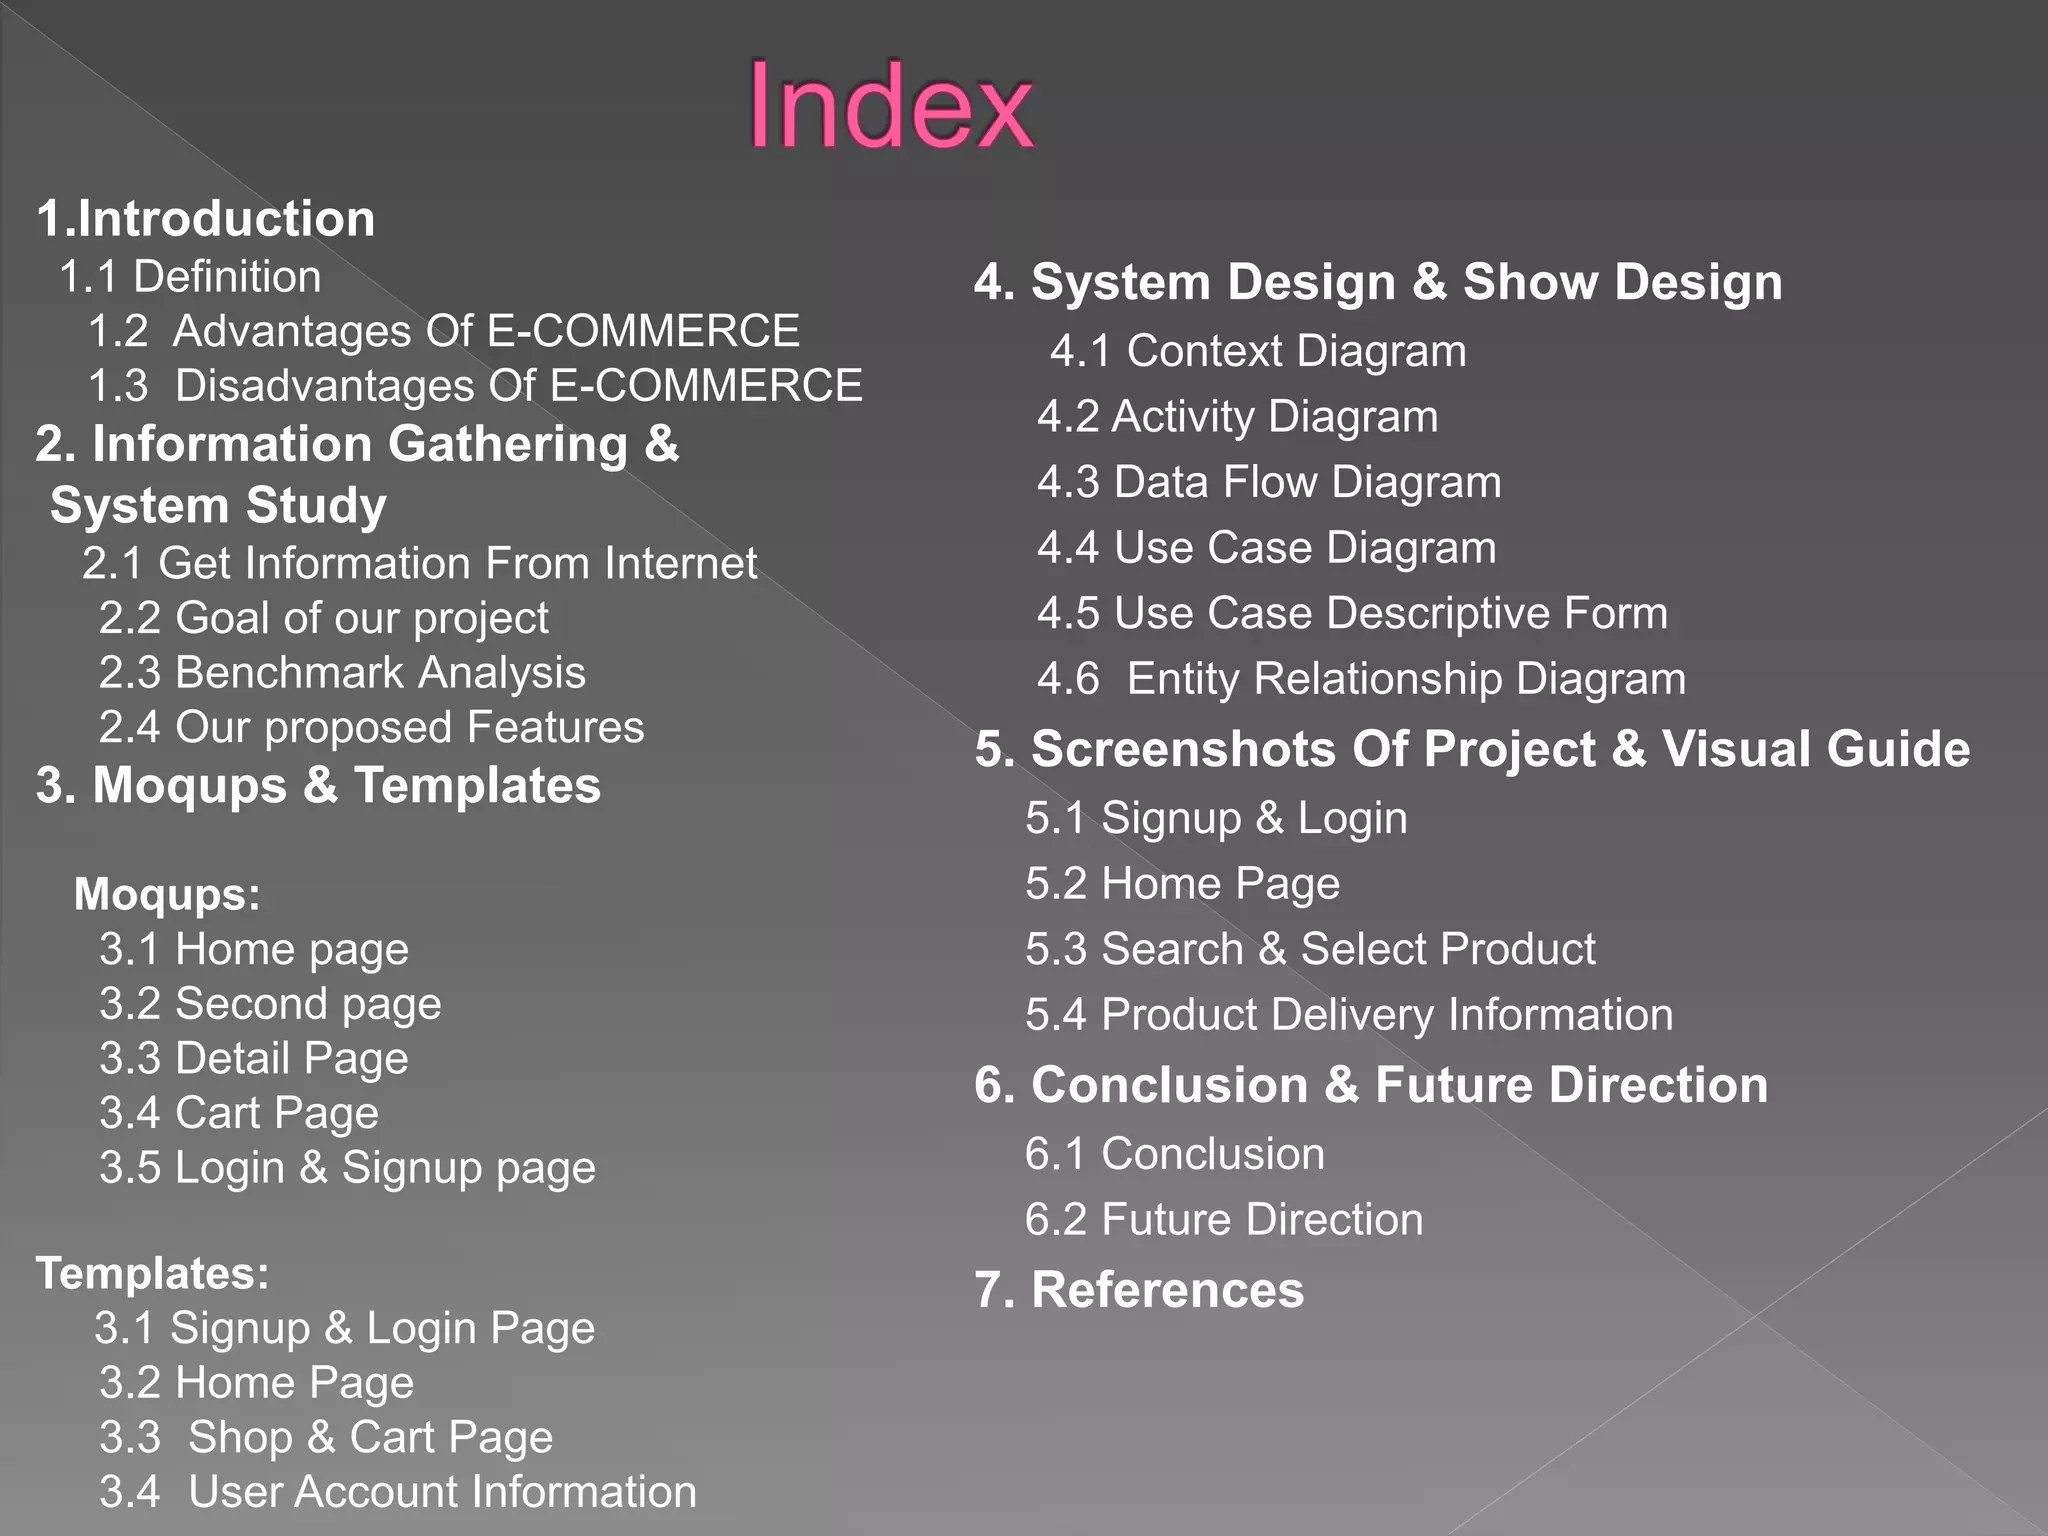 Index
1.Introduction
1.1 Definition
1.2 Advantages Of E-COMMERCE
1.3 Disadvantages Of E-COMMERCE
2. Information Gathering &
System Study
2.1 Get Information From Internet
2.2 Goal of our project
2.3 Benchmark Analysis
2.4 Our proposed Features
3. Moqups & Templates
Moqups:
3.1 Home page
3.2 Second page
3.3 Detail Page
3.4 Cart Page
3.5 Login & Signup page
Templates:
3.1 Signup & Login Page
3.2 Home Page
3.3 Shop & Cart Page
3.4 User Account Information
4. System Design & Show Design
4.1 Context Diagram
4.2 Activity Diagram
4.3 Data Flow Diagram
4.4 Use Case Diagram
4.5 Use Case Descriptive Form
4.6 Entity Relationship Diagram
5. Screenshots Of Project & Visual Guide
5.1 Signup & Login
5.2 Home Page
5.3 Search & Select Product
5.4 Product Delivery Information
6. Conclusion & Future Direction
6.1 Conclusion
6.2 Future Direction
7. References